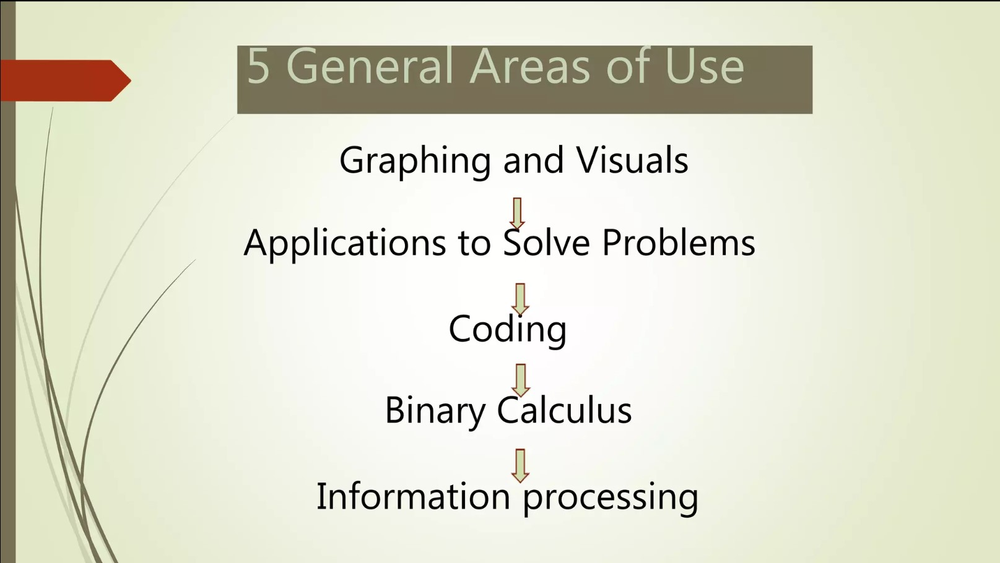 5 General Areas of Use
Graphing and Visuals
Applications to Solve Problems
Coding
Binary Calculus
Information processing